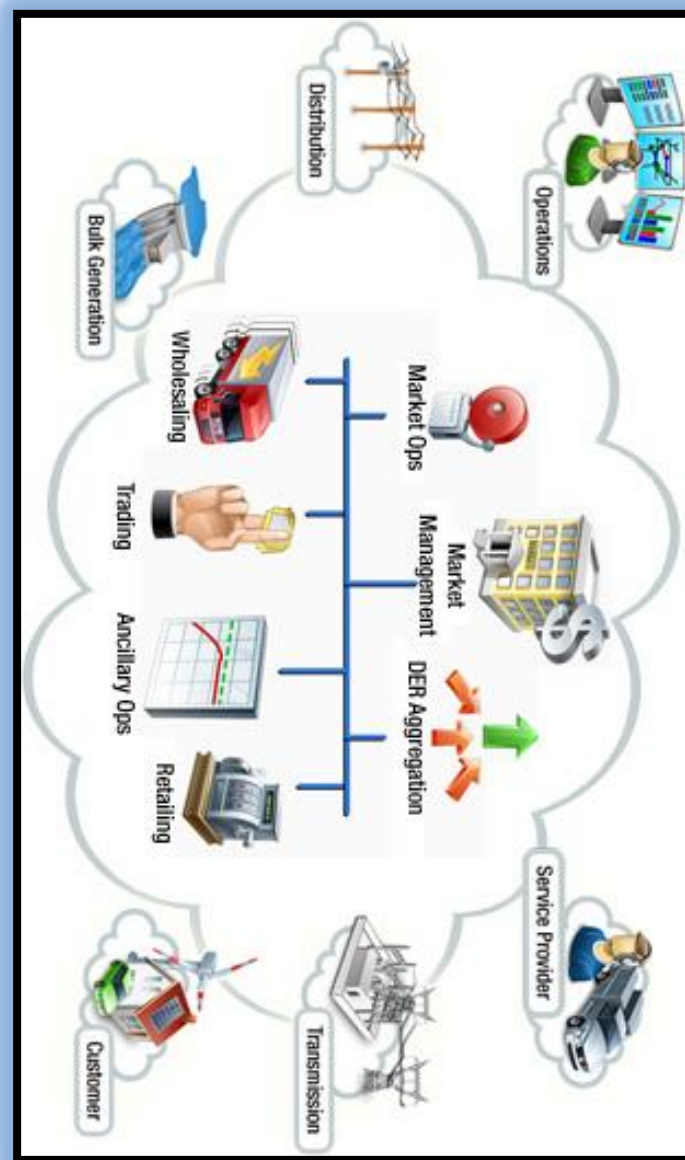 Operations
Service Provider
Market Ops
Market
Management
DER Aggregation
Distribution
Transmission
Wholesaling
Trading
Ancillary Ops
Retailing
Bulk Generation
Customer